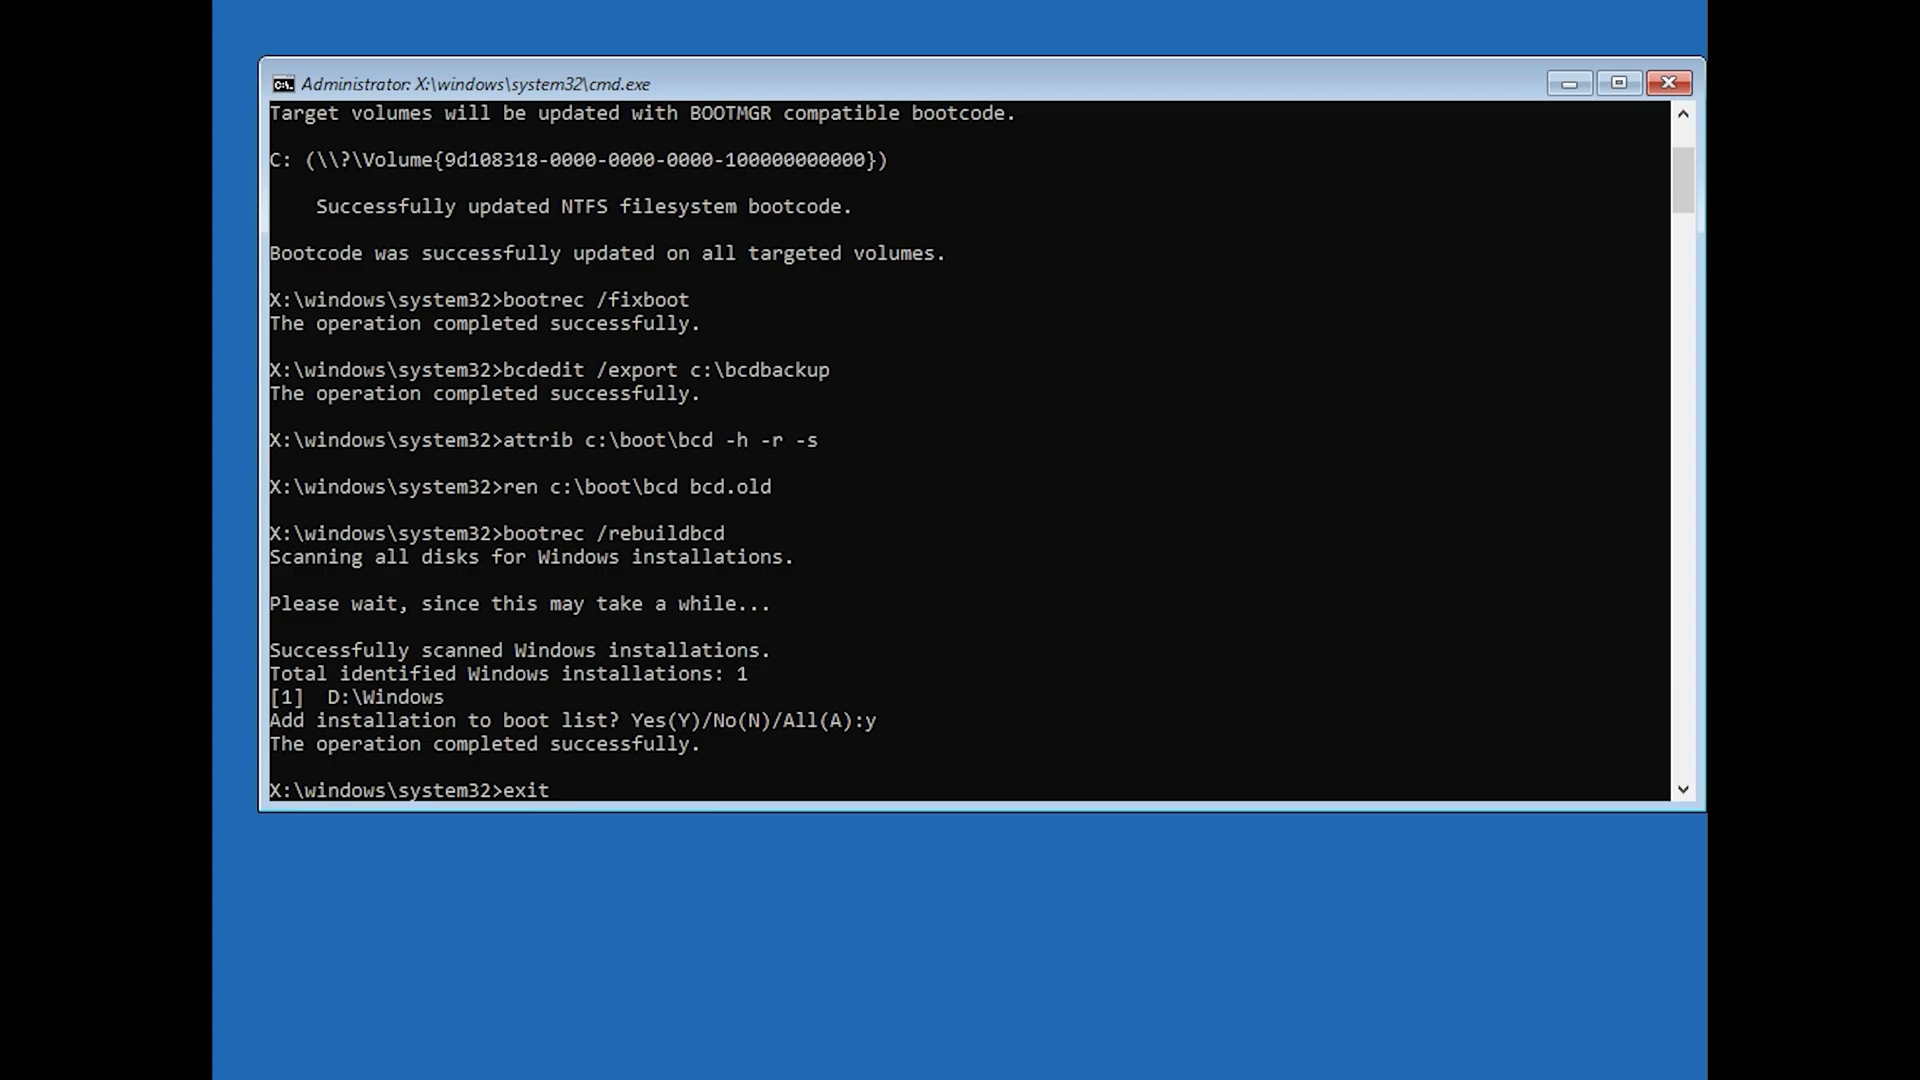 Administrator: X:\windows\system32\cmd.exe
Target volumes will be updated with BOOTMGR compatible bootcode.
C: (\\?\Volume{9d108318-0000-0000-0000-100000000000})
Successfully updated NTFS filesystem bootcode.
Bootcode was successfully updated on all targeted volumes.
X:\windows\system32>bootrec /fixboot
The operation completed successfully.
X:\windows\system32>bcdedit /export c:\bcdbackup
The operation completed successfully.
X:\windows\system32>attrib c:\boot\bcd -h -r -s
X:\windows\system32>ren c:\boot\bcd bcd.old
X:\windows\system32>bootrec /rebuildbcd
Scanning all disks for Windows installations.
Please wait, since this may take a while...
Successfully scanned Windows installations.
Total identified Windows installations: 1
[1]  D:\Windows
Add installation to boot list? Yes(Y)/No(N)/All(A):y
The operation completed successfully.
X:\windows\system32>exit